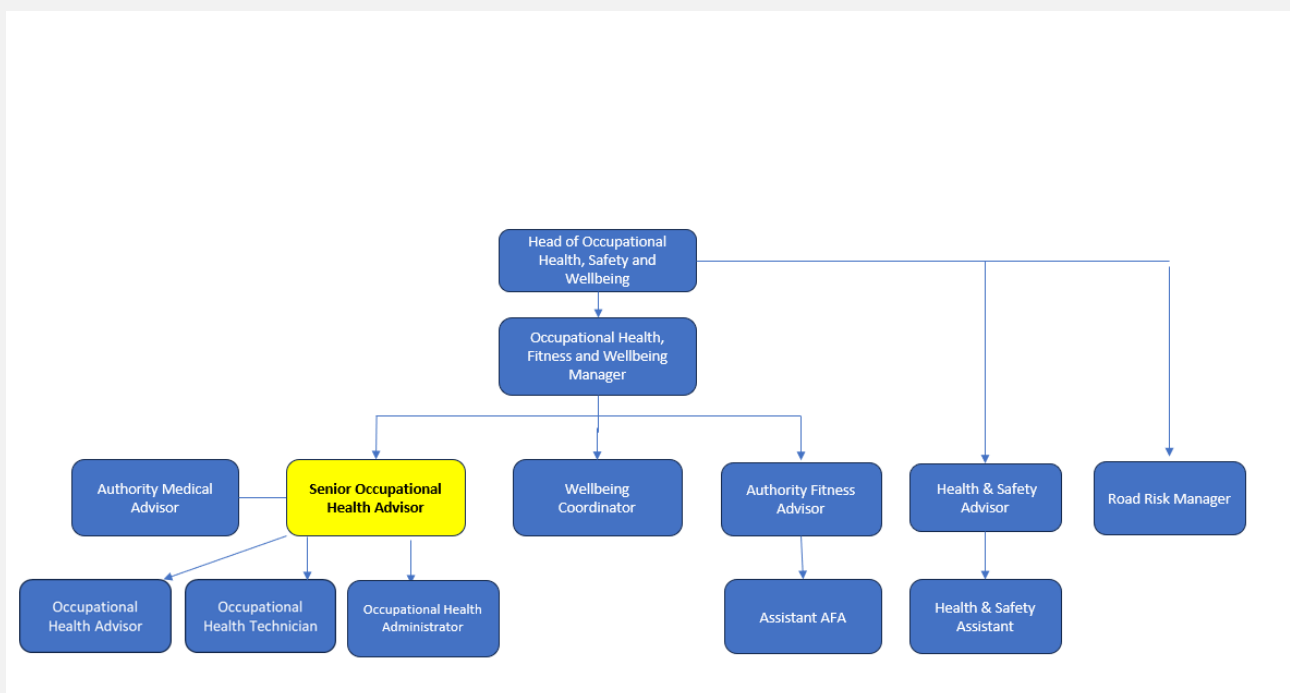 Head of Occupational
Health, Safety and
Wellbeing
Occupational Health,
Fitness and Wellbeing
Manager
Authority Medical
Advisor
Senior Occupational
Health Advisor
Wellbeing
Coordinator
Authority Fitness
Advisor
Health & Safety
Advisor
Road Risk Manager
Occupational
Health Advisor
Occupational
Health Technician
Occupational Health
Administrator
Assistant AFA
Health & Safety
Assistant